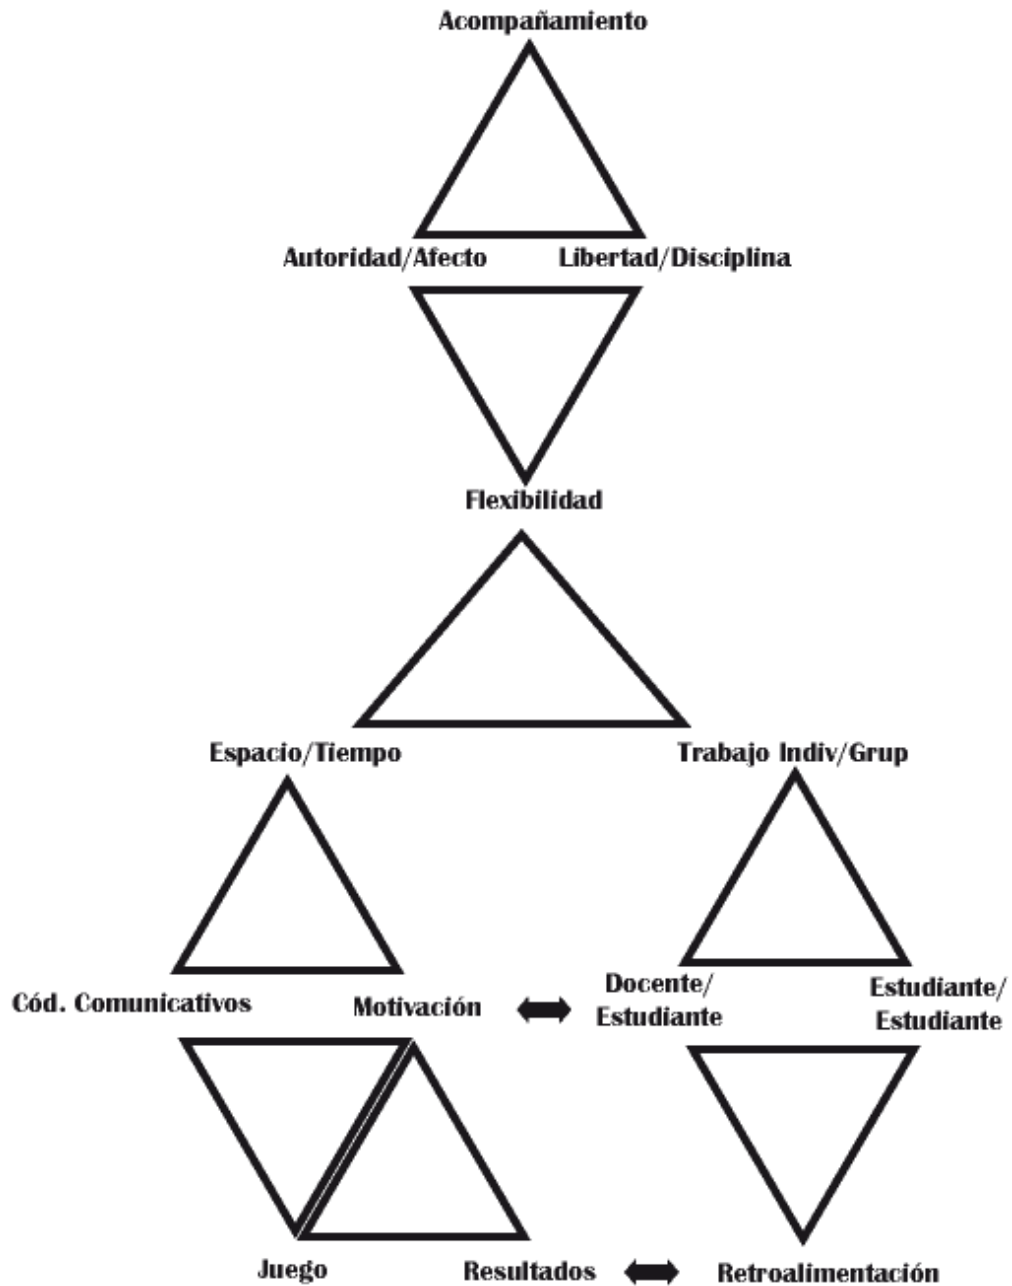 Acompañamiento
Autoridad/Afecto
Libertad/Disciplina
Flexibilidad
Espacio/Tiempo
Trabajo Indiv/Grup
Cód. Comunicativos
Motivación
Docente/
Estudiante
Estudiante/
Estudiante
Juego
Resultados
Retroalimentación